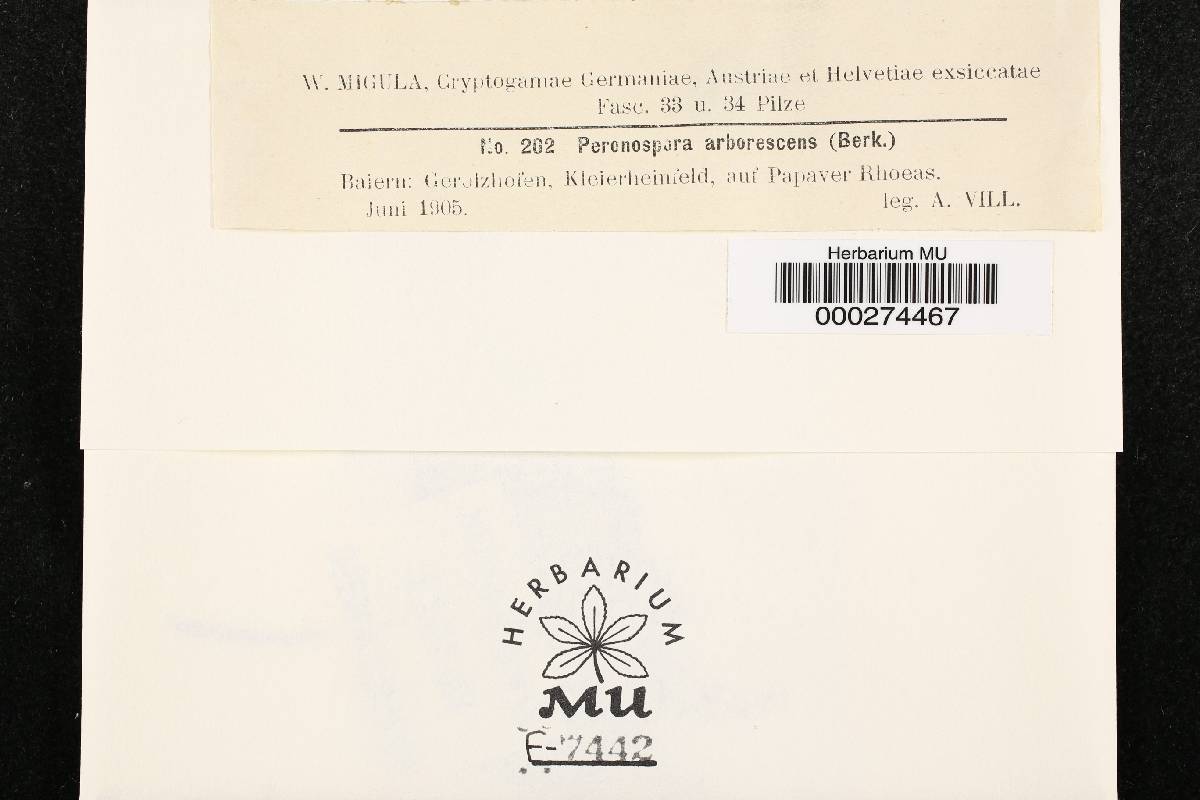 W. MIGULA, Cryptogamae Germaniae, Austriae et Helvetiae exsiccatae
Fasc. 33 u. 34 Pilze
No. 202 Peronospora arborescens (Berk.)
Baiern: Gerolzhofen, Kleierheinfeld, auf Papaver Rhoeas.
Juni 1905.
leg. A. VILL.
Herbarium MU
000274467
HERBARIUM
MU
F-7442